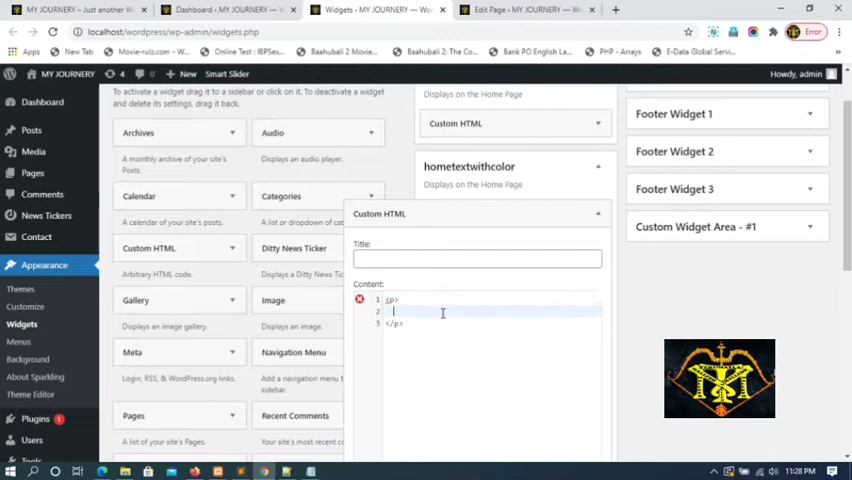 MY JOURNERY – Just another W
Dashboard ‹ MY JOURNERY — Wo
Widgets ‹ MY JOURNERY — WordP
Edit Page ‹ MY JOURNERY — Wo
localhost/wordpress/wp-admin/widgets.php
Error
Apps
New Tab
Movie-rulz.com - W...
Online Test : IBPSex...
Baahubali 2 Movie...
Baahubali 2: The Co...
Bank PO English La...
PHP - Arrays
E-Data Global Servi...
MY JOURNERY
4
0
New
Smart Slider
Howdy, admin
Dashboard
Posts
Media
Pages
Comments
News Tickers
Contact
Appearance
Themes
Customize
Widgets
Menus
Background
About Sparkling
Theme Editor
Plugins 1
Users
To activate a widget drag it to a sidebar or click on it. To deactivate a widget
and delete its settings, drag it back.
Archives
A monthly archive of your site's
Posts.
Audio
Displays an audio player.
Calendar
A calendar of your site's posts.
Categories
A list or dropdown of cat
Custom HTML
Arbitrary HTML code.
Ditty News Ticker
Displays a Ditty News Ti
Gallery
Displays an image gallery.
Image
Displays an image.
Meta
Login, RSS, & WordPress.org links.
Navigation Menu
Add a navigation menu t
sidebar.
Pages
A list of your site's Pages.
Recent Comments
Your site's most recent c
Displays on the Home Page
Custom HTML
hometextwithcolor
Displays on the Home Page
Custom HTML
Title:
Content:
1 <p>
2
3 </p>
Footer Widget 1
Footer Widget 2
Footer Widget 3
Custom Widget Area - #1
11:28 PM